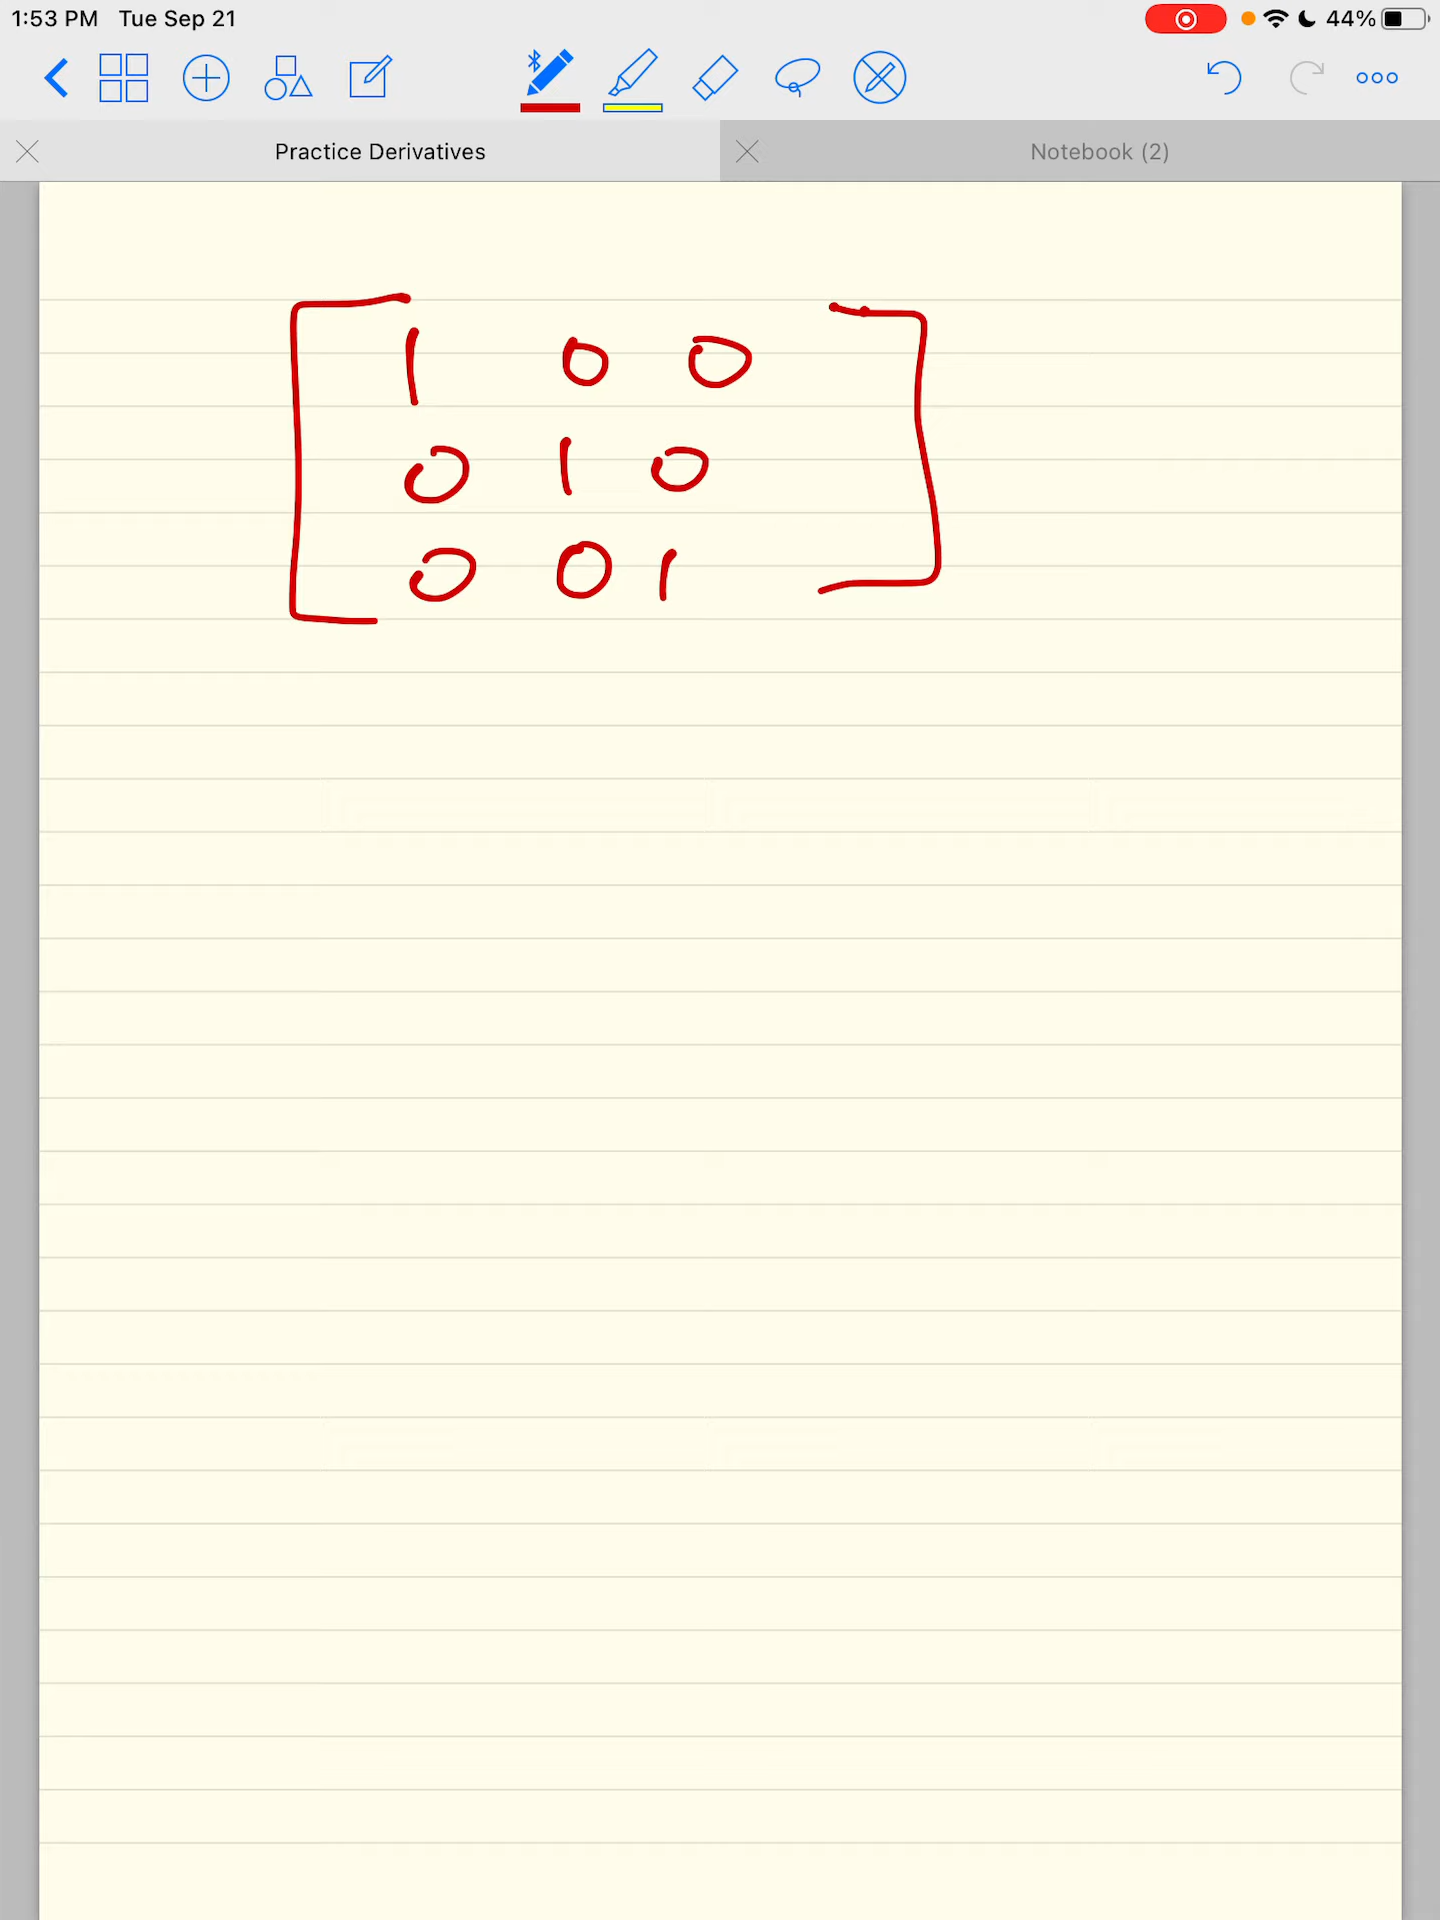 1:53 PM Tue Sep 21 44%
Practice Derivatives Notebook (2)
1 0 0
0 1 0
0 0 1